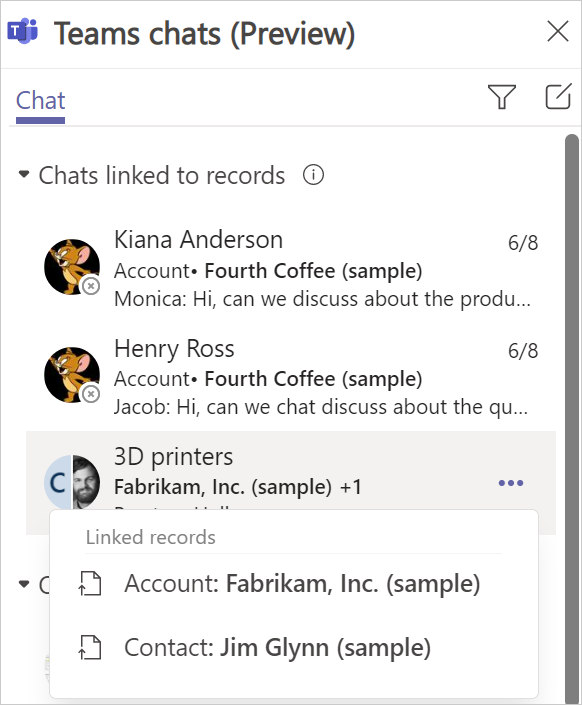 Teams chats (Preview)
Chat
Chats linked to records
Kiana Anderson
6/8
Account• Fourth Coffee (sample)
Monica: Hi, can we discuss about the produ...
Henry Ross
6/8
Account• Fourth Coffee (sample)
Jacob: Hi, can we chat discuss about the qu...
C
3D printers
Fabrikam, Inc. (sample) +1
Linked records
Account: Fabrikam, Inc. (sample)
Contact: Jim Glynn (sample)